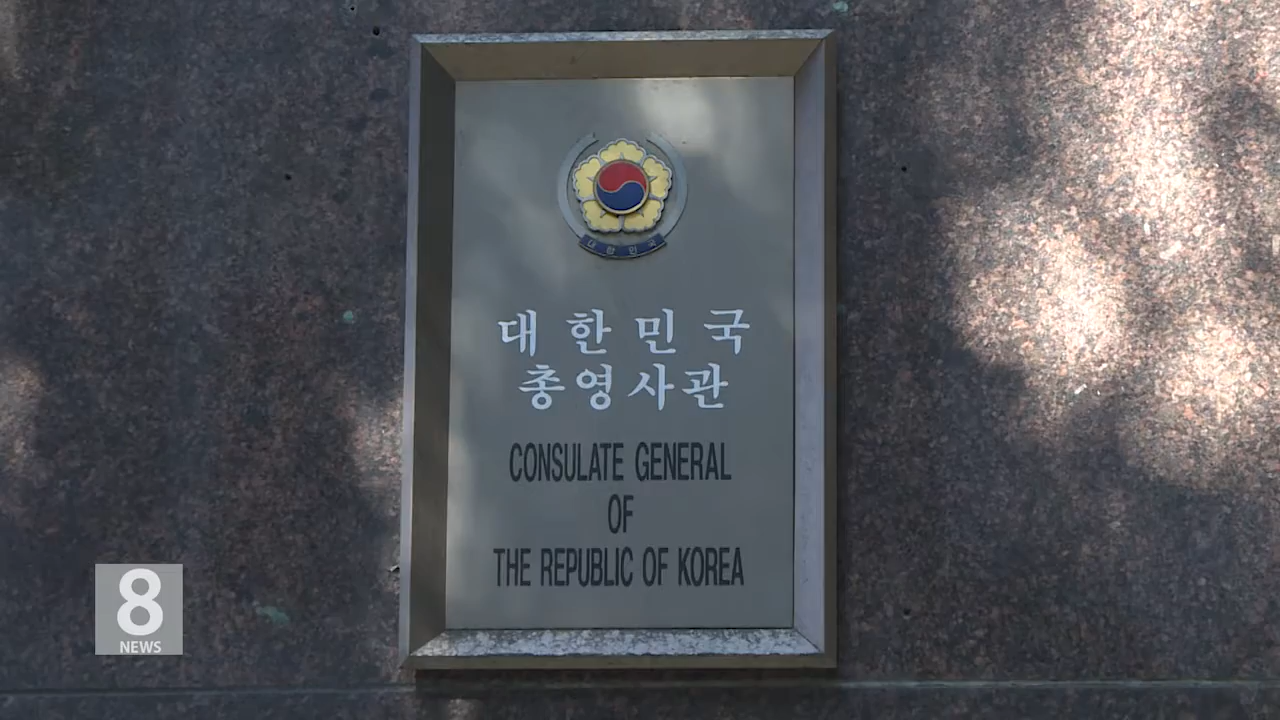 대한민국
대한민국
총영사관
CONSULATE GENERAL
OF
THE REPUBLIC OF KOREA
8
NEWS